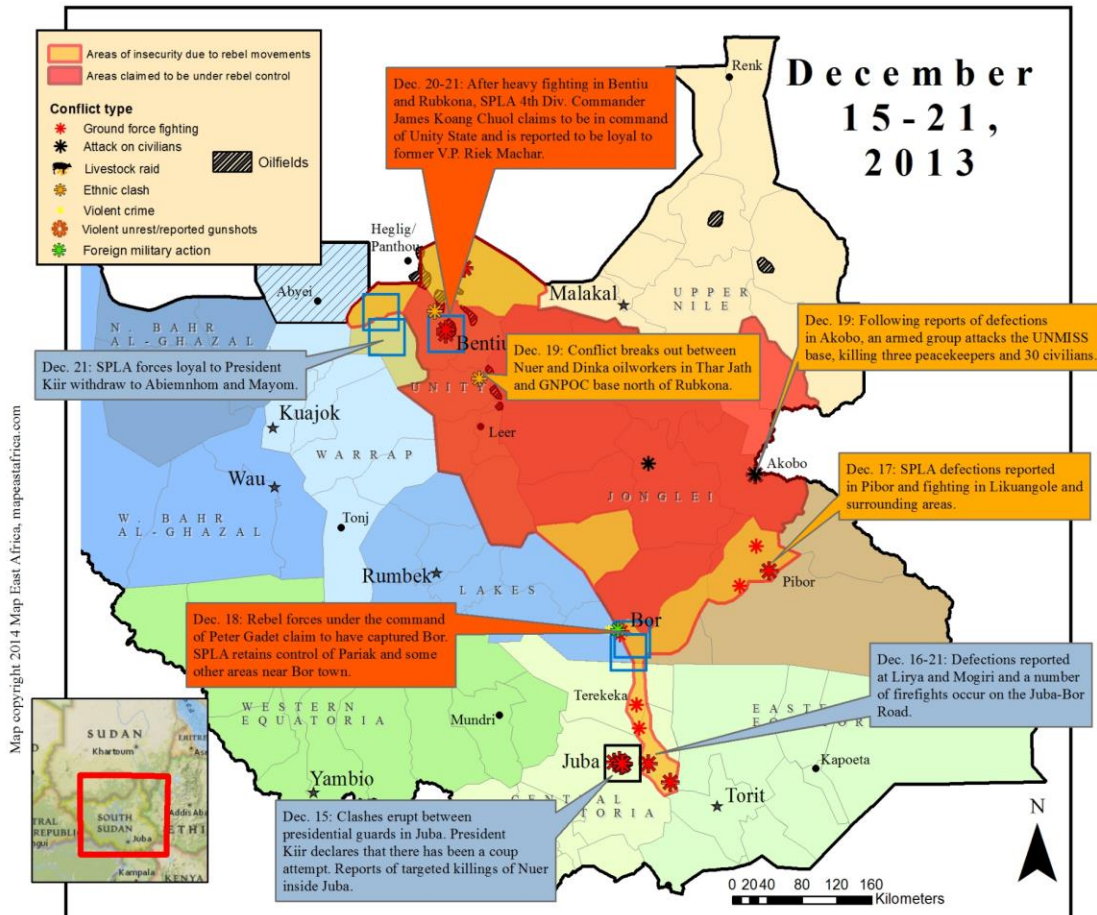 Areas of insecurity due to rebel movements
Areas claimed to be under rebel control
Conflict type
Ground force fighting
Attack on civilians
Livestock raid
Ethnic clash
Violent crime
Violent unrest/reported gunshots
Foreign military action
Oilfields
December
15-21,
2013
Dec. 20-21: After heavy fighting in Bentiu
and Rubkona, SPLA 4th Div. Commander
James Koang Chuol claims to be in command
of Unity State and is reported to be loyal to
former V.P. Riek Machar.
Renk
Heglig/
Panthou
Abyei
Malakal
UPPER
NILE
N. BAHR
AL-GHAZAL
Bentiu
Dec. 19: Following reports of defections
in Akobo, an armed group attacks the UNMISS
base, killing three peacekeepers and 30 civilians.
Dec. 21: SPLA forces loyal to President
Kiir withdraw to Abiemnhom and Mayom.
Dec. 19: Conflict breaks out between
Nuer and Dinka oilworkers in Thar Jath
and GNPOC base north of Rubkona.
UNITY
Kuajok
Leer
WARRAP
Wau
Akobo
JONGLEI
Dec. 17: SPLA defections reported
in Pibor and fighting in Likuangole and
surrounding areas.
W. BAHR
AL-GHAZAL
Tonj
Rumbek
LAKES
Pibor
Dec. 18: Rebel forces under the command
of Peter Gadet claim to have captured Bor.
SPLA retains control of Pariak and some
other areas near Bor town.
Bor
Dec. 16-21: Defections reported
at Lirya and Mogiri and a number
of firefights occur on the Juba-Bor
Road.
WESTERN
EQUATORIA
Terekeka
Mundri
Juba
Kapoeta
Yambio
Torit
CENTRAL
Dec. 15: Clashes erupt between
presidential guards in Juba. President
Kiir declares that there has been a coup
attempt. Reports of targeted killings of Nuer
inside Juba.
N
0 20 40 80 120 160
Kilometers
Map copyright 2014 Map East Africa, mapeastafrica.com
SUDAN
Khartoum
SOUTH
SUDAN
Juba
Addis
Kampala
KENYA